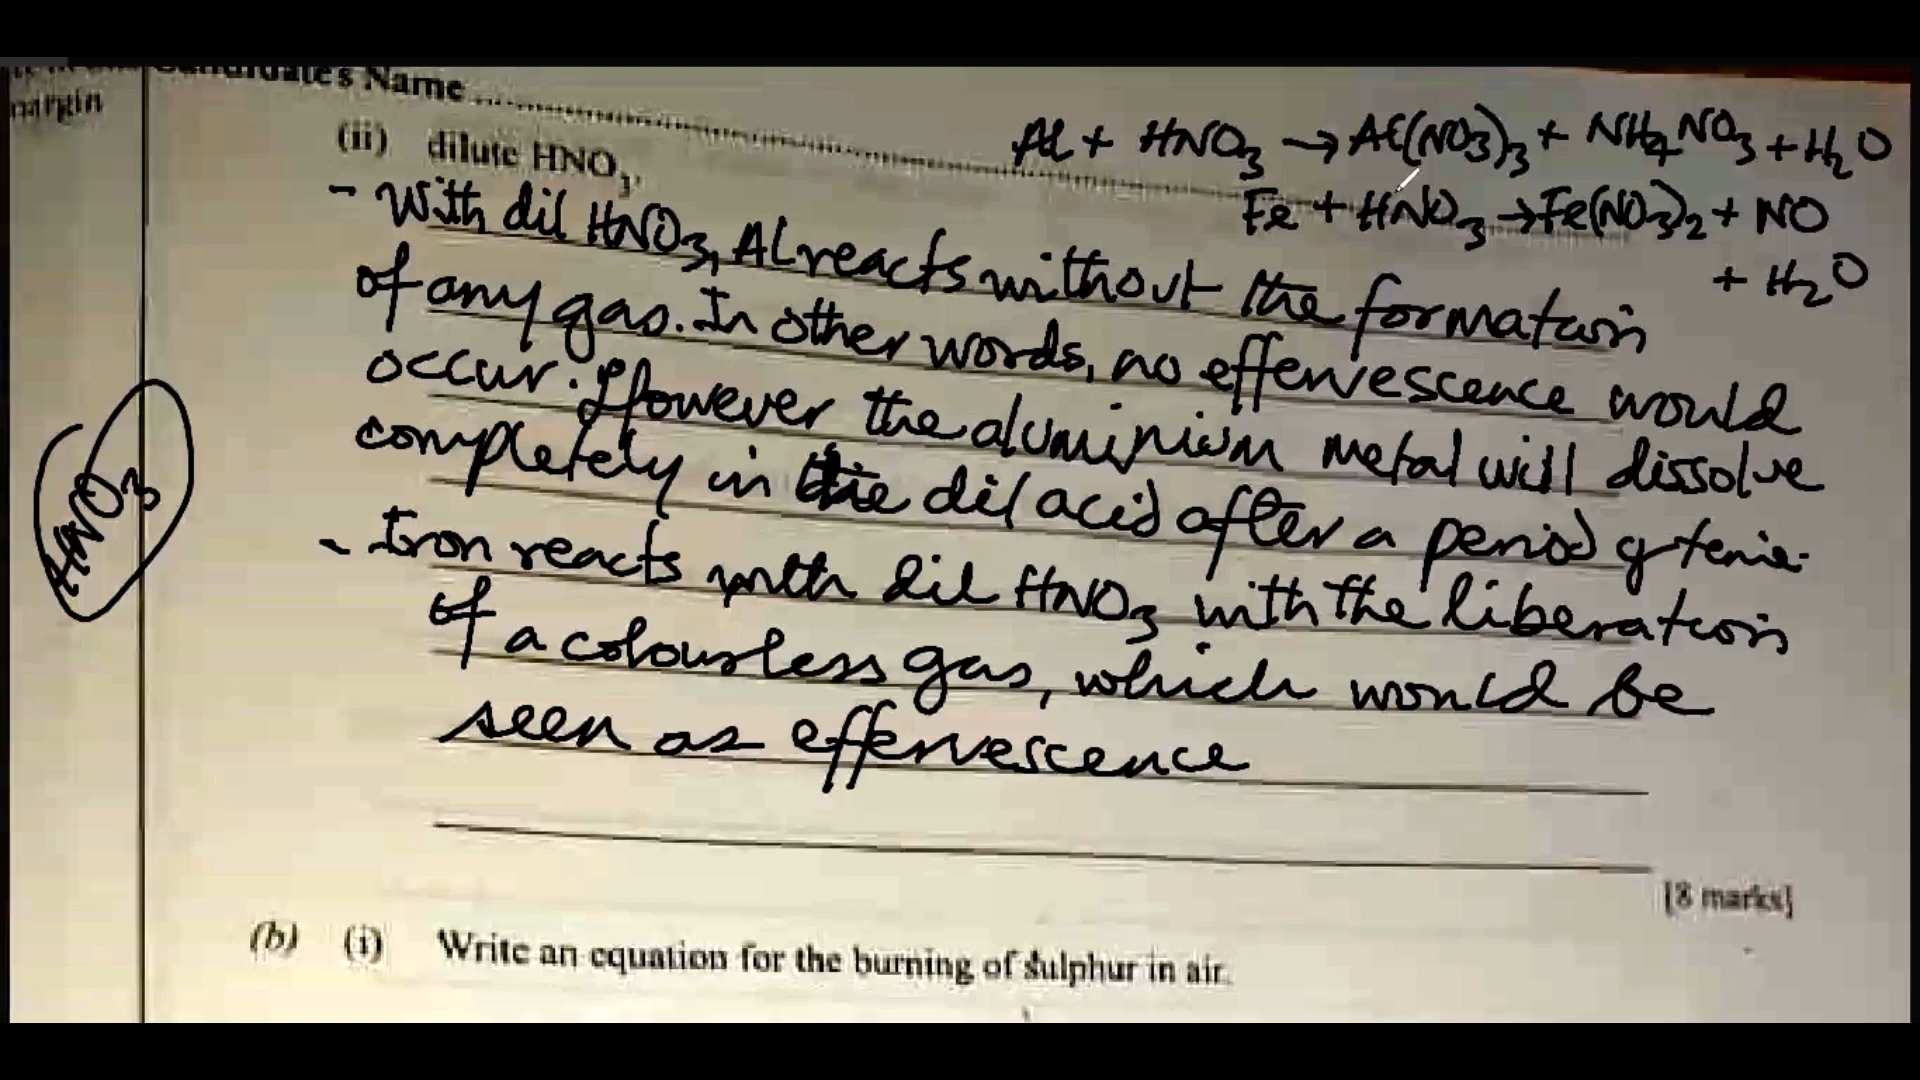 Candidate's Name
margin
(ii) dilute HNO3.
Al + HNO3 → Al(NO3)3 + NH4NO3 + H2O
Fe + HNO3 → Fe(NO3)2 + NO
+ H2O
- With dil HNO3, Al reacts without the formation
of any gas. In other words, no effervescence would
occur. However the aluminium metal will dissolve
completely in the dil acid after a period of time.
- Iron reacts with dil HNO3 with the liberation
of a colourless gas, which would be
seen as effervescence
HNO3
[8 marks]
(b) (i) Write an equation for the burning of sulphur in air.